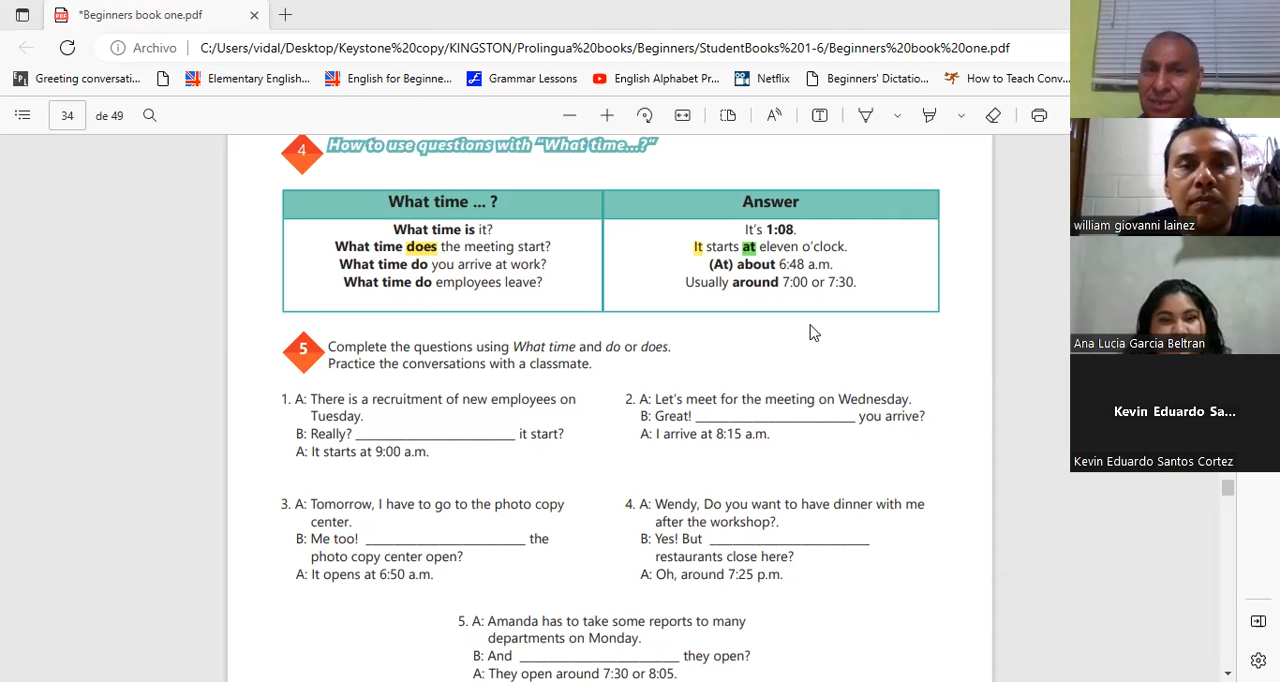 *Beginners book one.pdf
Archivo
C:/Users/vidal/Desktop/Keystone%20copy/KINGSTON/Prolingua%20books/Beginners/StudentBooks%201-6/Beginners%20book%20one.pdf
Greeting conversati...
Elementary English...
English for Beginne...
Grammar Lessons
English Alphabet Pr...
Netflix
Beginners' Dictatio...
How to Teach Conv...
34 de 49
4 How to use questions with "What time...?"
What time ... ? Answer
What time is it? It's 1:08.
What time does the meeting start? It starts at eleven o'clock.
What time do you arrive at work? (At) about 6:48 a.m.
What time do employees leave? Usually around 7:00 or 7:30.
5 Complete the questions using What time and do or does.
Practice the conversations with a classmate.
1. A: There is a recruitment of new employees on
Tuesday.
B: Really? ______________________ it start?
A: It starts at 9:00 a.m.
2. A: Let's meet for the meeting on Wednesday.
B: Great! ______________________ you arrive?
A: I arrive at 8:15 a.m.
3. A: Tomorrow, I have to go to the photo copy
center.
B: Me too! ______________________ the
photo copy center open?
A: It opens at 6:50 a.m.
4. A: Wendy, Do you want to have dinner with me
after the workshop?.
B: Yes! But ______________________
restaurants close here?
A: Oh, around 7:25 p.m.
5. A: Amanda has to take some reports to many
departments on Monday.
B: And ______________________ they open?
A: They open around 7:30 or 8:05.
william giovanni lainez
Ana Lucia Garcia Beltran
Kevin Eduardo Sa...
Kevin Eduardo Santos Cortez